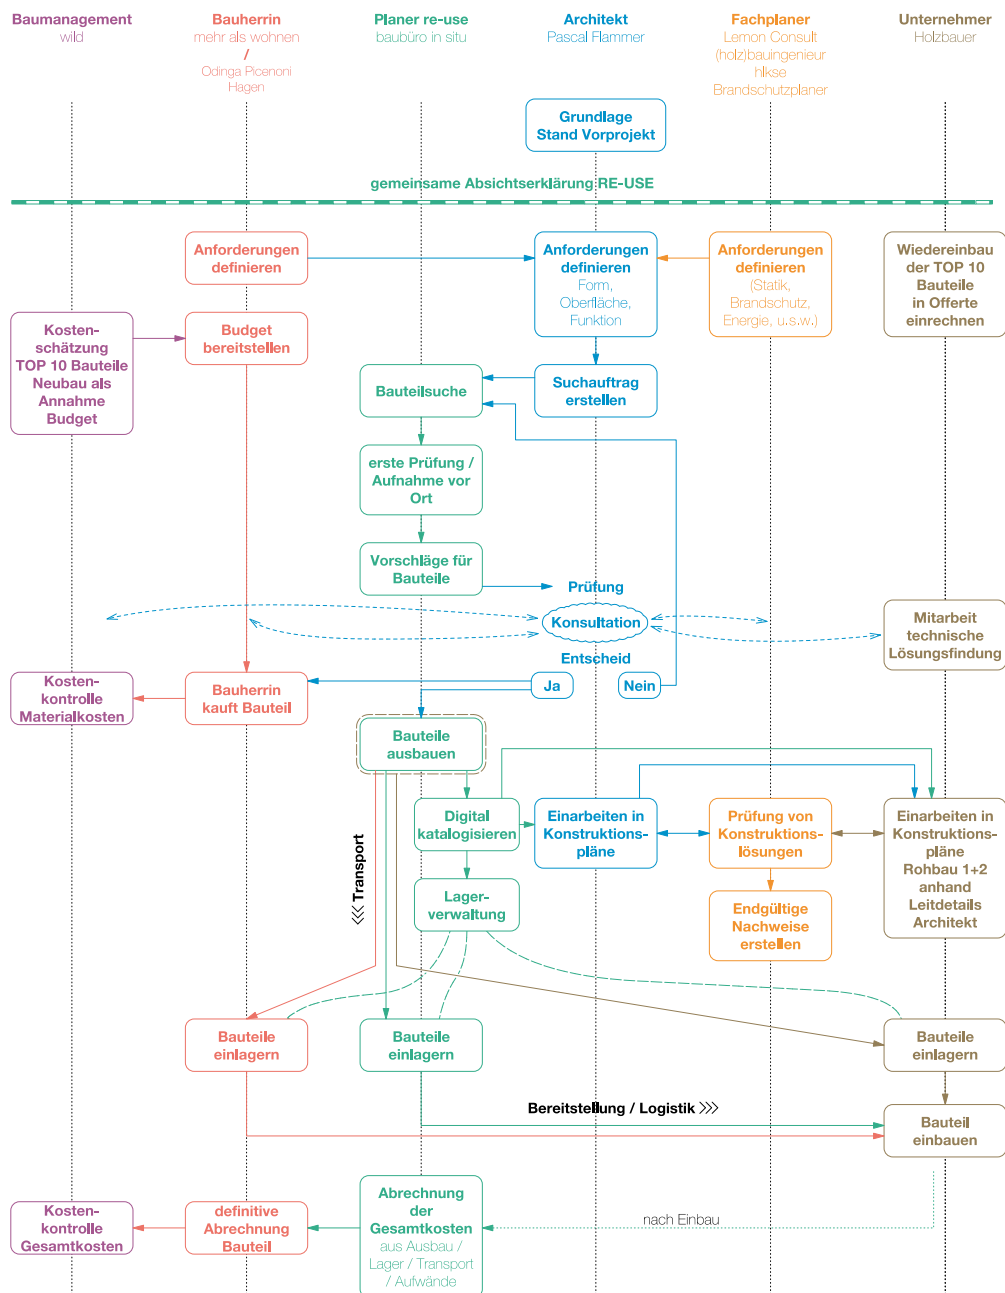 Baumanagement
wild
Bauherrin
mehr als wohnen
/
Odinga Picenoni
Hagen
Planer re-use
baubüro in situ
Architekt
Pascal Flammer
Fachplaner
Lemon Consult
(holz)bauingenieur
hlkse
Brandschutzplaner
Unternehmer
Holzbauer
Grundlage
Stand Vorprojekt
gemeinsame Absichtserklärung RE-USE
Anforderungen
definieren
Anforderungen
definieren
Form,
Oberfläche,
Funktion
Anforderungen
definieren
(Statik,
Brandschutz,
Energie, u.s.w.)
Wiedereinbau
der TOP 10
Bauteile
in Offerte
einrechnen
Kosten-
schätzung
TOP 10 Bauteile
Neubau als
Annahme
Budget
Budget
bereitstellen
Bauteilsuche
Suchauftrag
erstellen
erste Prüfung /
Aufnahme vor
Ort
Vorschläge für
Bauteile
Prüfung
Konsultation
Mitarbeit
technische
Lösungsfindung
Entscheid
Ja
Nein
Kosten-
kontrolle
Materialkosten
Bauherrin
kauft Bauteil
Bauteile
ausbauen
Digital
katalogisieren
Einarbeiten in
Konstruktions-
pläne
Prüfung von
Konstruktions-
lösungen
Einarbeiten in
Konstruktions-
pläne
Rohbau 1+2
anhand
Leitdetails
Architekt
<<< Transport
Lager-
verwaltung
Endgültige
Nachweise
erstellen
Bauteile
einlagern
Bauteile
einlagern
Bauteile
einlagern
Bereitstellung / Logistik >>>
Bauteil
einbauen
Kosten-
kontrolle
Gesamtkosten
definitive
Abrechnung
Bauteil
Abrechnung
der
Gesamtkosten
aus Ausbau /
Lager / Transport
/ Aufwände
nach Einbau